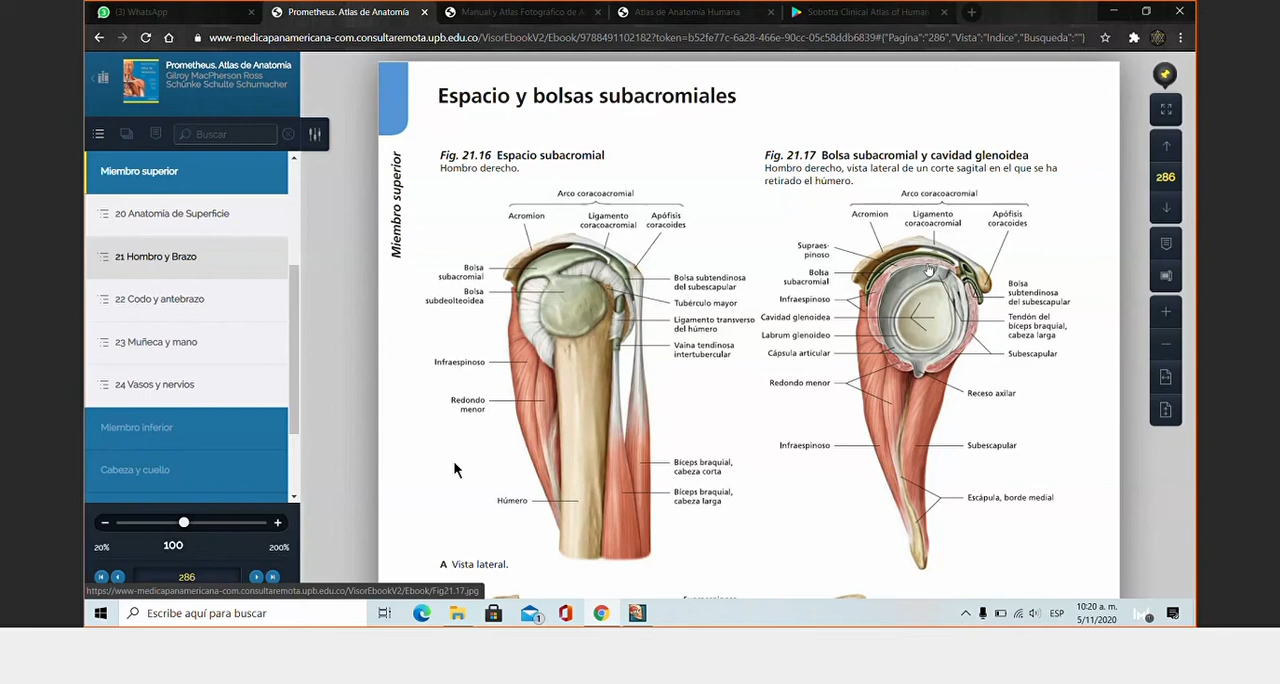 (3) WhatsApp
Prometheus. Atlas de Anatomía
Manual y Atlas Fotográfico de A
Atlas de Anatomía Humana
Sobotta Clinical Atlas of Human
www-medicapanamericana-com.consultaremota.upb.edu.co/VisorEbookV2/Ebook/9788491102182?token=b52fe77c-6a28-466e-90cc-05c58ddb6839#{"Pagina":"286","Vista":"Indice","Busqueda":""}
Prometheus. Atlas de Anatomía
Gilroy MacPherson Ross
Schünke Schulte Schumacher
Buscar
Miembro superior
20 Anatomía de Superficie
21 Hombro y Brazo
22 Codo y antebrazo
23 Muñeca y mano
24 Vasos y nervios
Miembro inferior
Cabeza y cuello
20%
100
200%
286
Espacio y bolsas subacromiales
Miembro superior
Fig. 21.16 Espacio subacromial
Hombro derecho.
Arco coracoacromial
Acromion
Ligamento
coracoacromial
Apófisis
coracoides
Bolsa
subacromial
Bolsa
subdeolteoidea
Infraespinoso
Redondo
menor
Húmero
Bolsa subtendinosa
del subescapular
Tubérculo mayor
Ligamento transverso
del húmero
Vaina tendinosa
intertubercular
Bíceps braquial,
cabeza corta
Bíceps braquial,
cabeza larga
A Vista lateral.
Fig. 21.17 Bolsa subacromial y cavidad glenoidea
Hombro derecho, vista lateral de un corte sagital en el que se ha
retirado el húmero.
Arco coracoacromial
Acromion
Ligamento
coracoacromial
Apófisis
coracoides
Supraes-
pinoso
Bolsa
subacromial
Infraespinoso
Cavidad glenoidea
Labrum glenoideo
Cápsula articular
Redondo menor
Infraespinoso
Bolsa
subtendinosa
del subescapular
Tendón del
bíceps braquial,
cabeza larga
Subescapular
Receso axilar
Subescapular
Escápula, borde medial
286
https://www-medicapanamericana-com.consultaremota.upb.edu.co/VisorEbookV2/Ebook/Fig21.17.jpg
Escribe aquí para buscar
1
ESP
10:20 a. m.
5/11/2020